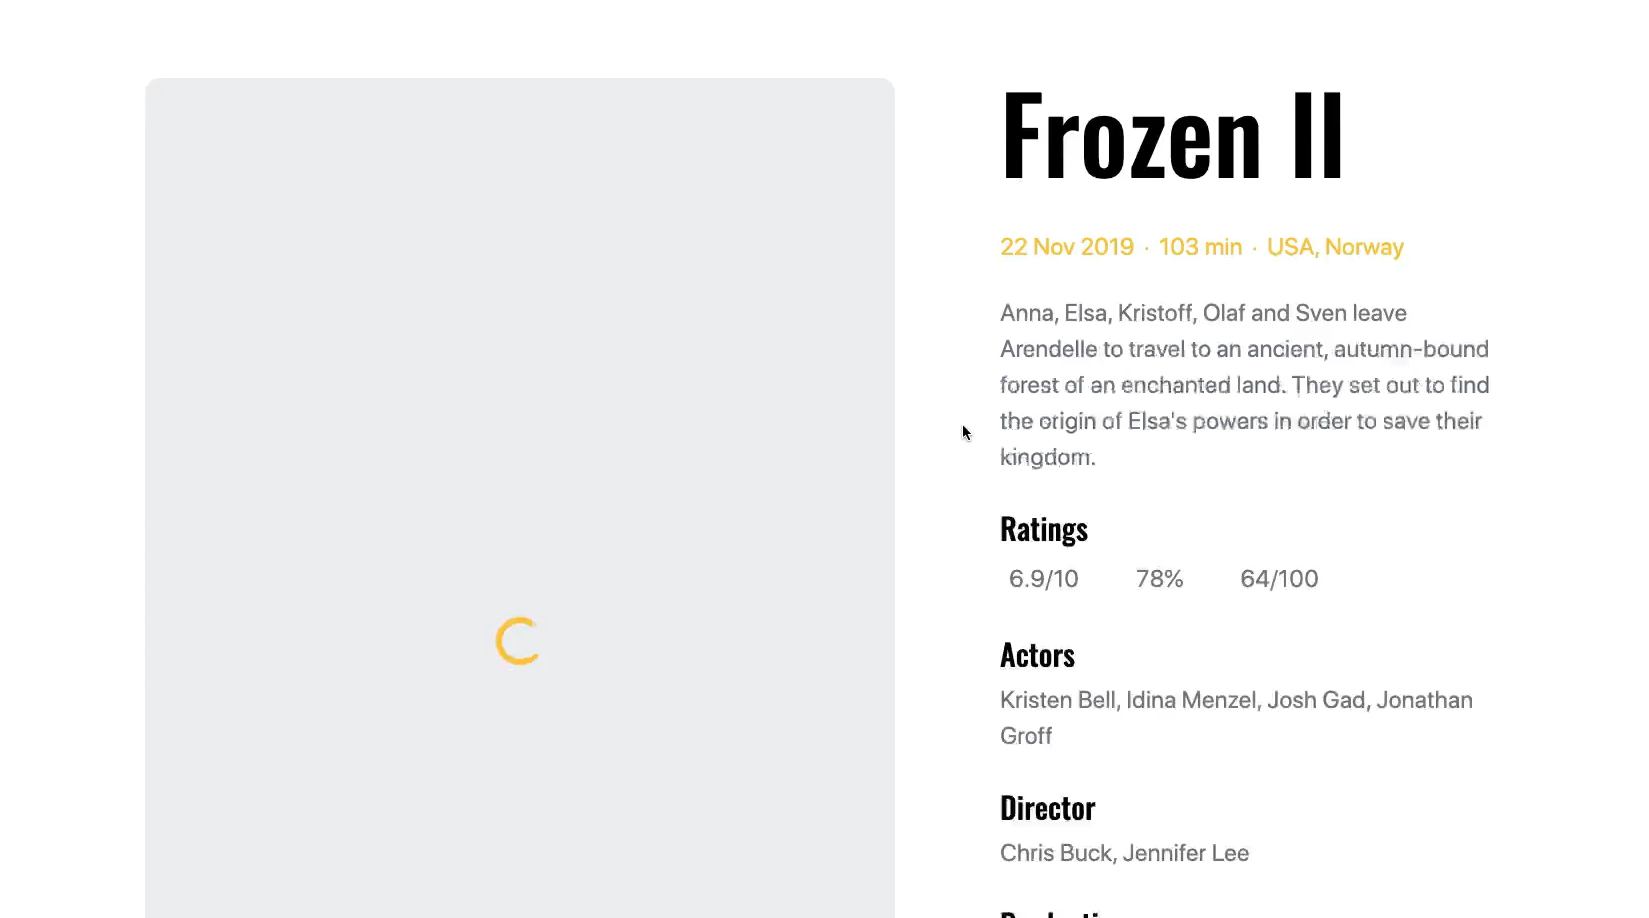 Frozen II
22 Nov 2019 · 103 min · USA, Norway
Anna, Elsa, Kristoff, Olaf and Sven leave
Arendelle to travel to an ancient, autumn-bound
forest of an enchanted land. They set out to find
the origin of Elsa's powers in order to save their
kingdom.
Ratings
6.9/10 78% 64/100
Actors
Kristen Bell, Idina Menzel, Josh Gad, Jonathan
Groff
Director
Chris Buck, Jennifer Lee